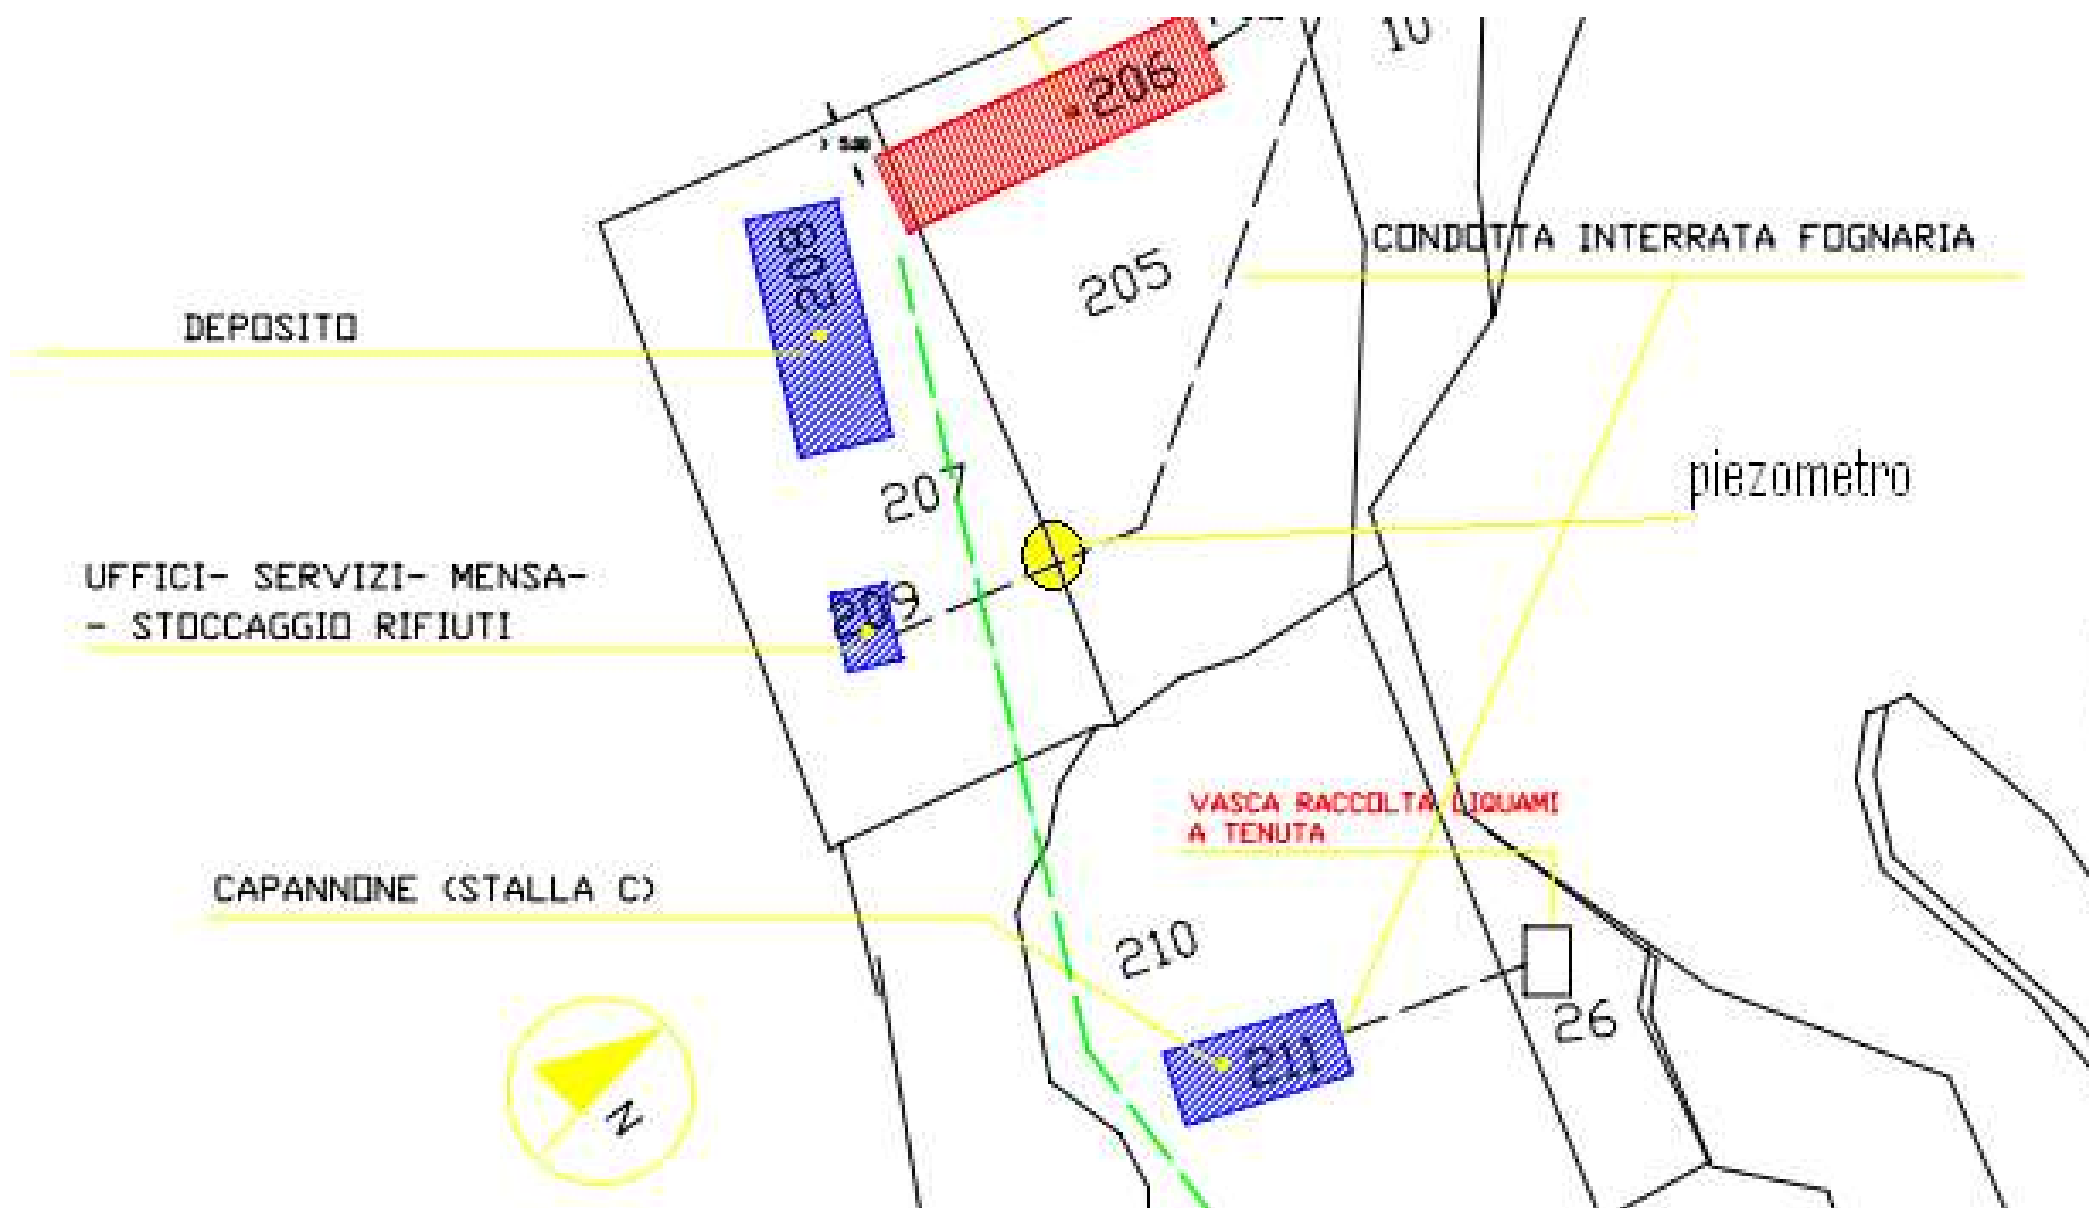 10
206
208
205
CONDOTTA INTERRATA FOGNARIA
DEPOSITO
207
piezometro
UFFICI- SERVIZI- MENSA-
- STOCCAGGIO RIFIUTI
209
VASCA RACCOLTA LIQUAMI
A TENUTA
CAPANNONE (STALLA C)
210
26
211
N